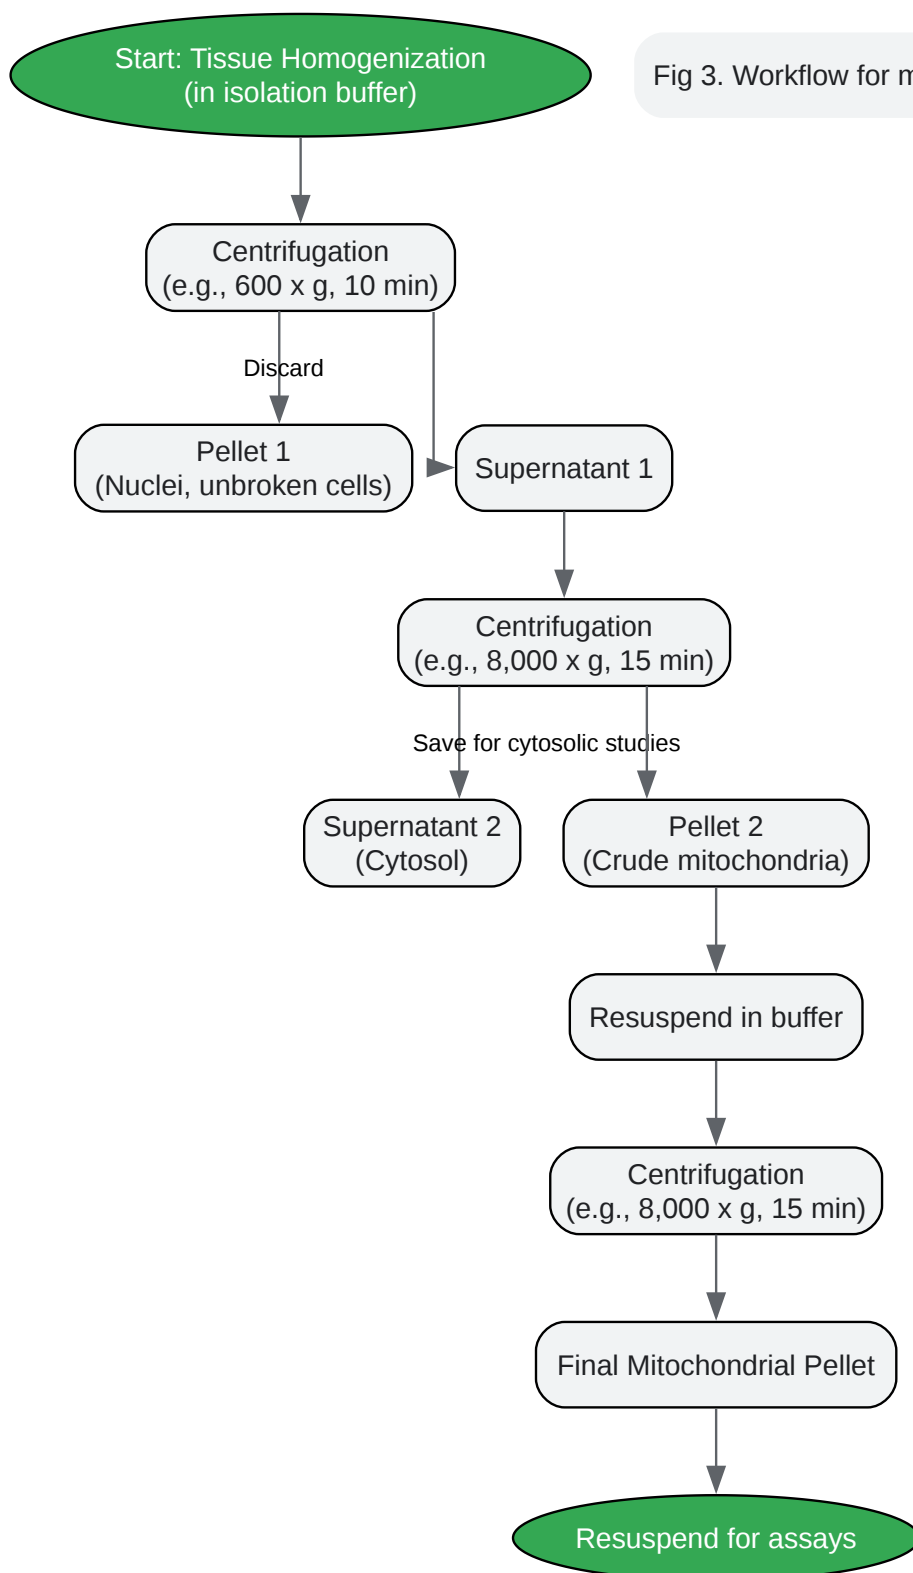 Start: Tissue Homogenization
(in isolation buffer)
Fig 3. Workflow for
Centrifugation
(e.g., 600 x g, 10 min)
Discard
Pellet 1
(Nuclei, unbroken cells)
Supernatant 1
Centrifugation
(e.g., 8,000 x g, 15 min)
Save for cytosolic studies
Supernatant 2
(Cytosol)
Pellet 2
(Crude mitochondria)
Resuspend in buffer
Centrifugation
(e.g., 8,000 x g, 15 min)
Final Mitochondrial Pellet
Resuspend for assays